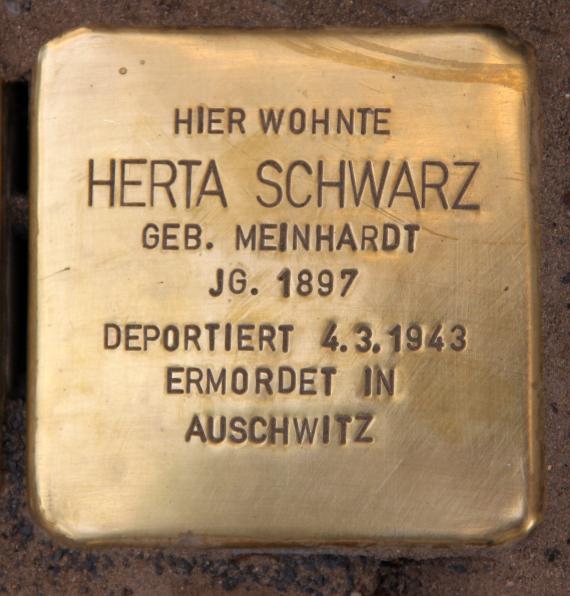 HIER WOHNTE
HERTA SCHWARZ
GEB. MEINHARDT
JG. 1897
DEPORTIERT 4.3.1943
ERMORDET IN
AUSCHWITZ